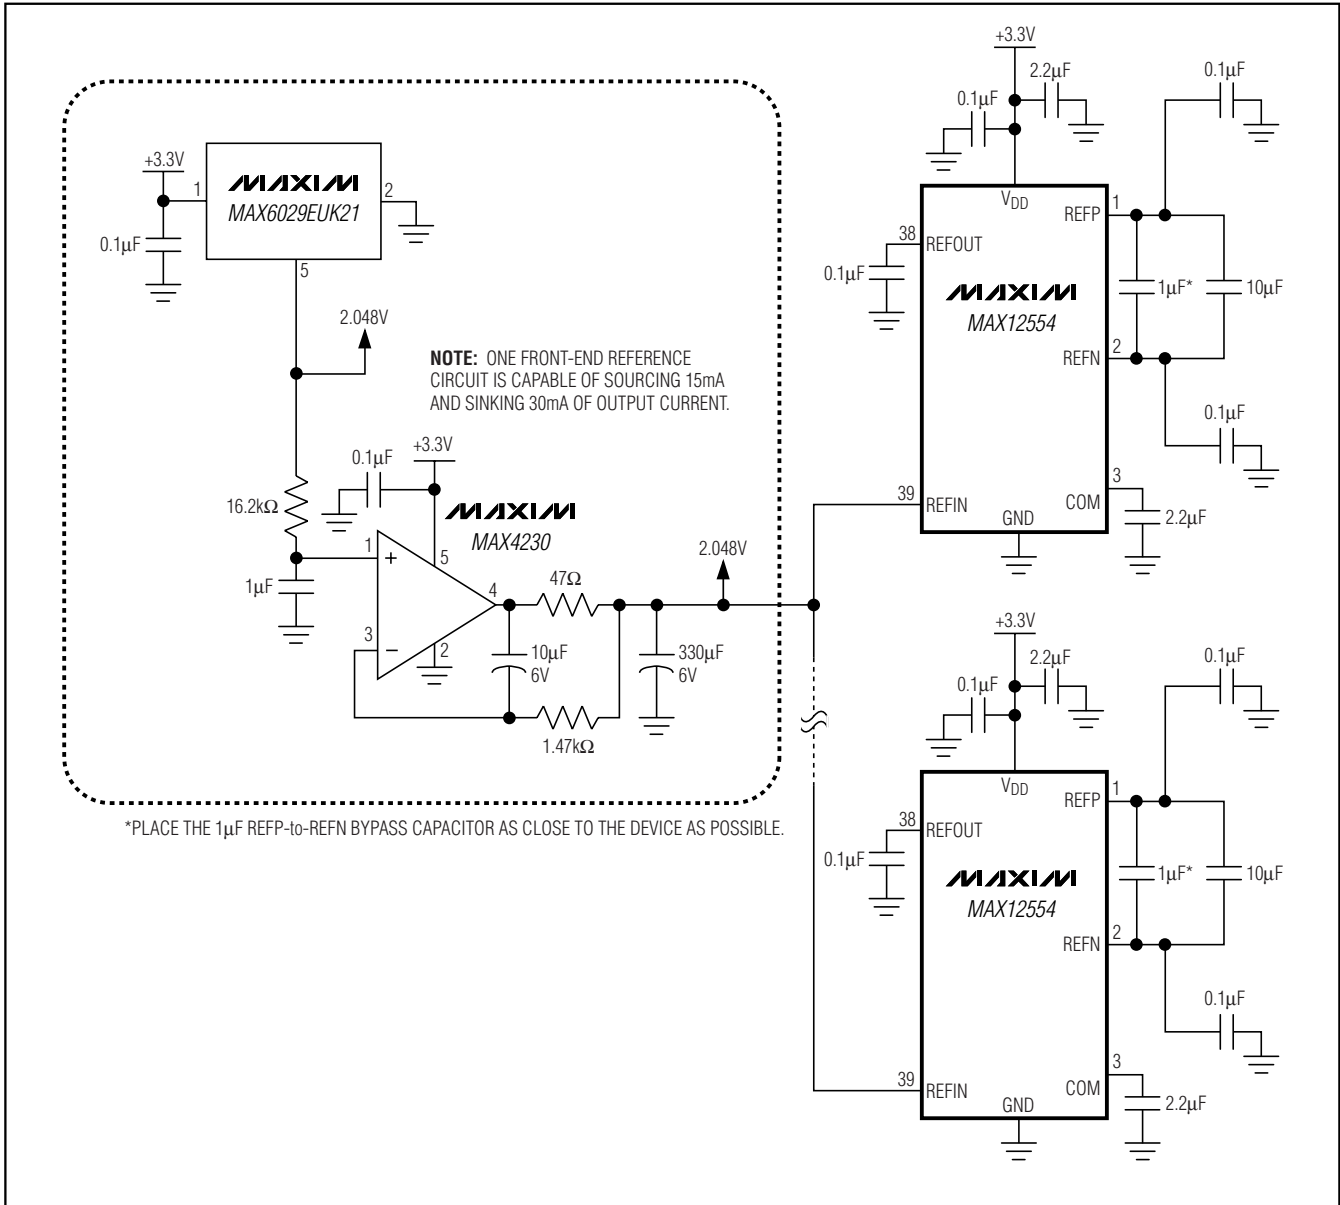 +3.3V
1
MAXIM
MAX6029EUK21
2
0.1μF
5
2.048V
NOTE: ONE FRONT-END REFERENCE
CIRCUIT IS CAPABLE OF SOURCING 15mA
AND SINKING 30mA OF OUTPUT CURRENT.
16.2kΩ
1μF
0.1μF
+3.3V
MAXIM
MAX4230
1
+
5
3
−
2
4
47Ω
10μF
6V
1.47kΩ
330μF
6V
2.048V
*PLACE THE 1μF REFP-to-REFN BYPASS CAPACITOR AS CLOSE TO THE DEVICE AS POSSIBLE.
+3.3V
0.1μF
2.2μF
0.1μF
VDD
REFP
1
38
REFOUT
0.1μF
MAXIM
MAX12554
1μF*
10μF
REFN
2
0.1μF
39
REFIN
GND
COM
3
2.2μF
+3.3V
0.1μF
2.2μF
0.1μF
VDD
REFP
1
38
REFOUT
0.1μF
MAXIM
MAX12554
1μF*
10μF
REFN
2
0.1μF
39
REFIN
GND
COM
3
2.2μF